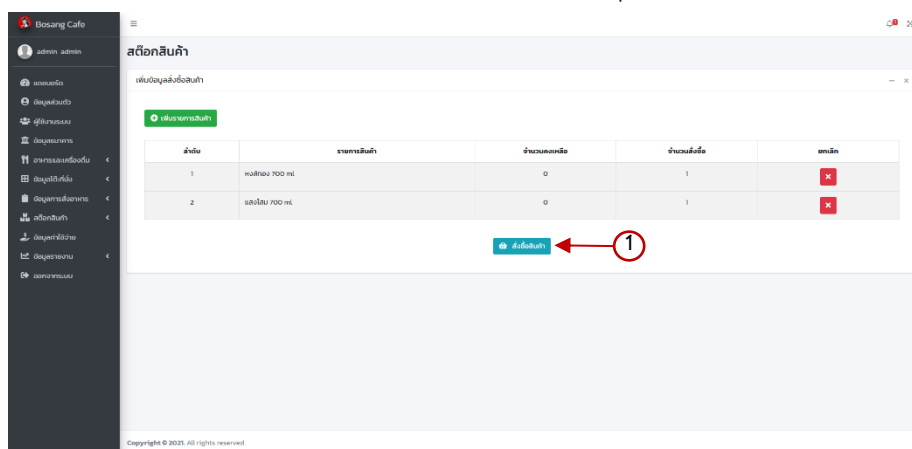 Bosang Cafe
admin admin
แดชบอร์ด
ข้อมูลส่วนตัว
ผู้ใช้งานระบบ
ข้อมูลธนาคาร
อาหารและเครื่องดื่ม
ข้อมูลโต๊ะที่นั่ง
ข้อมูลการสั่งอาหาร
สต๊อกสินค้า
ข้อมูลค่าใช้จ่าย
ข้อมูลรายงาน
ออกจากระบบ
สต๊อกสินค้า
เพิ่มข้อมูลสั่งซื้อสินค้า
เพิ่มรายการสินค้า
ลำดับ รายการสินค้า จำนวนคงเหลือ จำนวนสั่งซื้อ ยกเลิก
1 หงส์ทอง 700 ml. 0 1
2 แสงโสม 700 ml. 0 1
สั่งซื้อสินค้า 1
Copyright © 2021. All rights reserved.